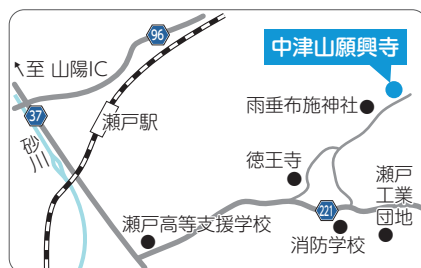 96
中津山願興寺
至 山陽IC
37
瀬戸駅
雨垂布施神社
砂川
徳王寺
瀬戸
工業
団地
221
瀬戸高等支援学校
消防学校